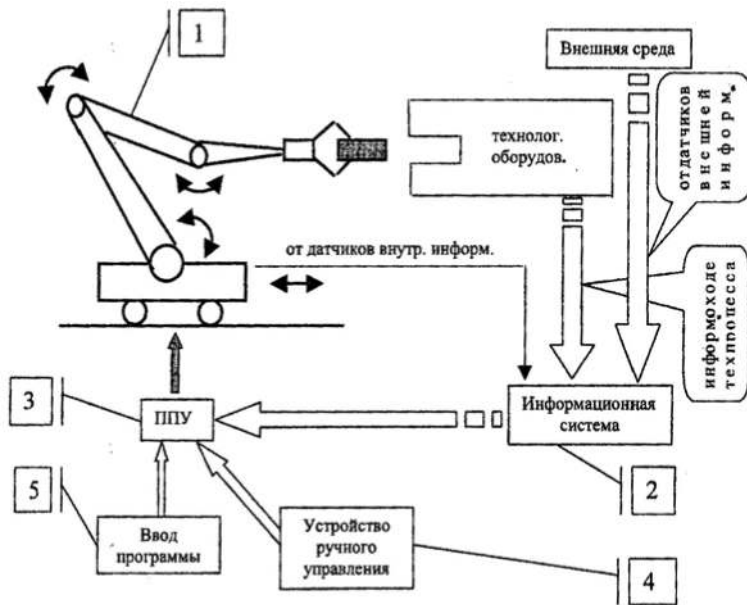 1
Внешняя среда
технолог.
оборудов.
от датчиков
внешней
информ.
от датчиков внутр. информ.
информ о ходе
техпроцесса
3
ППУ
Информационная
система
2
5
Ввод
программы
Устройство
ручного
управления
4